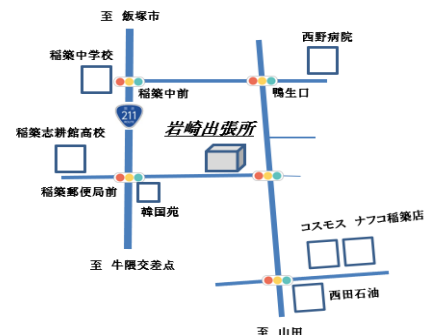 至 飯塚市
西野病院
稲築中学校
稲築中前
鴨生口
211
岩崎出張所
稲築志耕館高校
稲築郵便局前
韓国苑
コスモス ナフコ稲築店
至 牛隈交差点
西田石油
至 山田